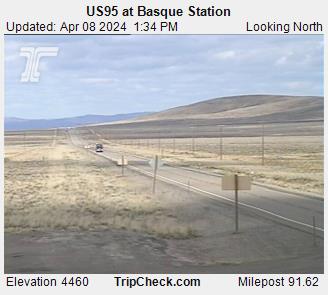 US95 at Basque Station
Updated: Apr 08 2024 1:34 PM Looking North
Elevation 4460 TripCheck.com Milepost 91.62